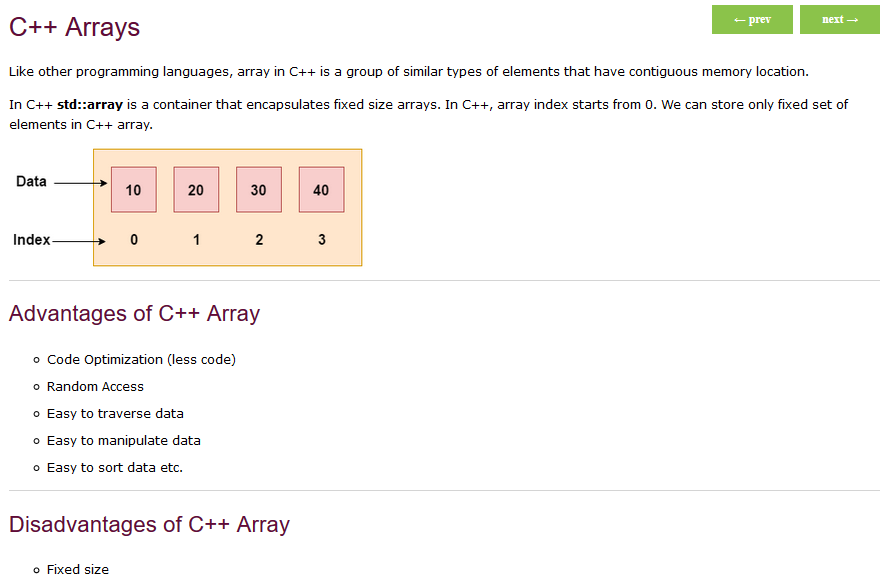 C++ Arrays
← prev
next →
Like other programming languages, array in C++ is a group of similar types of elements that have contiguous memory location.
In C++ std::array is a container that encapsulates fixed size arrays. In C++, array index starts from 0. We can store only fixed set of
elements in C++ array.
Data
10 20 30 40
Index
0 1 2 3
Advantages of C++ Array
Code Optimization (less code)
Random Access
Easy to traverse data
Easy to manipulate data
Easy to sort data etc.
Disadvantages of C++ Array
Fixed size